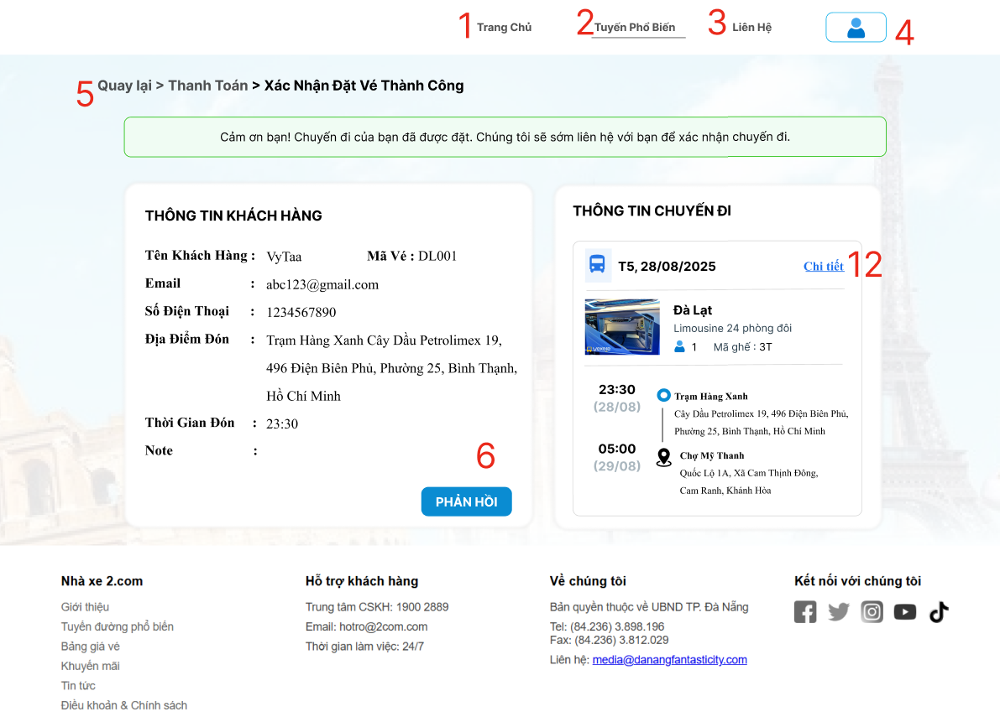 1 Trang Chủ 2 Tuyến Phổ Biến 3 Liên Hệ 4
5 Quay lại > Thanh Toán > Xác Nhận Đặt Vé Thành Công
Cảm ơn bạn! Chuyến đi của bạn đã được đặt. Chúng tôi sẽ sớm liên hệ với bạn để xác nhận chuyến đi.
THÔNG TIN KHÁCH HÀNG
Tên Khách Hàng : VyTaa Mã Vé : DL001
Email : abc123@gmail.com
Số Điện Thoại : 1234567890
Địa Điểm Đón : Trạm Hàng Xanh Cây Dầu Petrolimex 19,
496 Điện Biên Phủ, Phường 25, Bình Thạnh,
Hồ Chí Minh
Thời Gian Đón : 23:30
Note :
6
PHẢN HỒI
THÔNG TIN CHUYẾN ĐI
T5, 28/08/2025 Chi tiết 12
Đà Lạt
Limousine 24 phòng đôi
1 Mã ghế : 3T
vexere
23:30
(28/08)
Trạm Hàng Xanh
Cây Dầu Petrolimex 19, 496 Điện Biên Phủ,
Phường 25, Bình Thạnh, Hồ Chí Minh
05:00
(29/08)
Chợ Mỹ Thanh
Quốc Lộ 1A, Xã Cam Thịnh Đông,
Cam Ranh, Khánh Hòa
Nhà xe 2.com
Giới thiệu
Tuyến đường phổ biến
Bảng giá vé
Khuyến mãi
Tin tức
Điều khoản & Chính sách
Hỗ trợ khách hàng
Trung tâm CSKH: 1900 2889
Email: hotro@2com.com
Thời gian làm việc: 24/7
Về chúng tôi
Bản quyền thuộc về UBND TP. Đà Nẵng
Tel: (84.236) 3.898.196
Fax: (84.236) 3.812.029
Liên hệ: media@danangfantasticity.com
Kết nối với chúng tôi